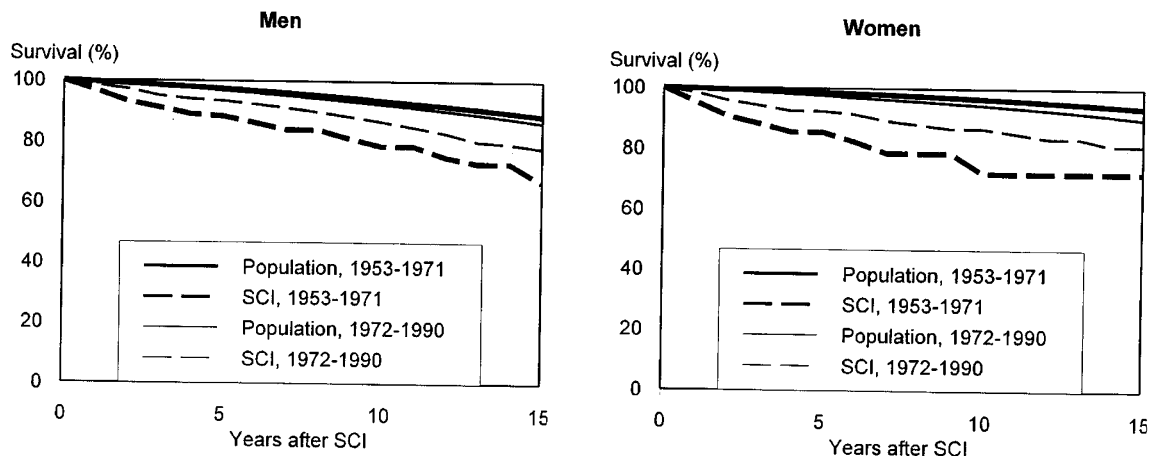 Men
Survival (%)
100
80
60
40
20
0
Population, 1953-1971
SCI, 1953-1971
Population, 1972-1990
SCI, 1972-1990
0 5 10 15
Years after SCI
Women
Survival (%)
100
80
60
40
20
0
Population, 1953-1971
SCI, 1953-1971
Population, 1972-1990
SCI, 1972-1990
0 5 10 15
Years after SCI